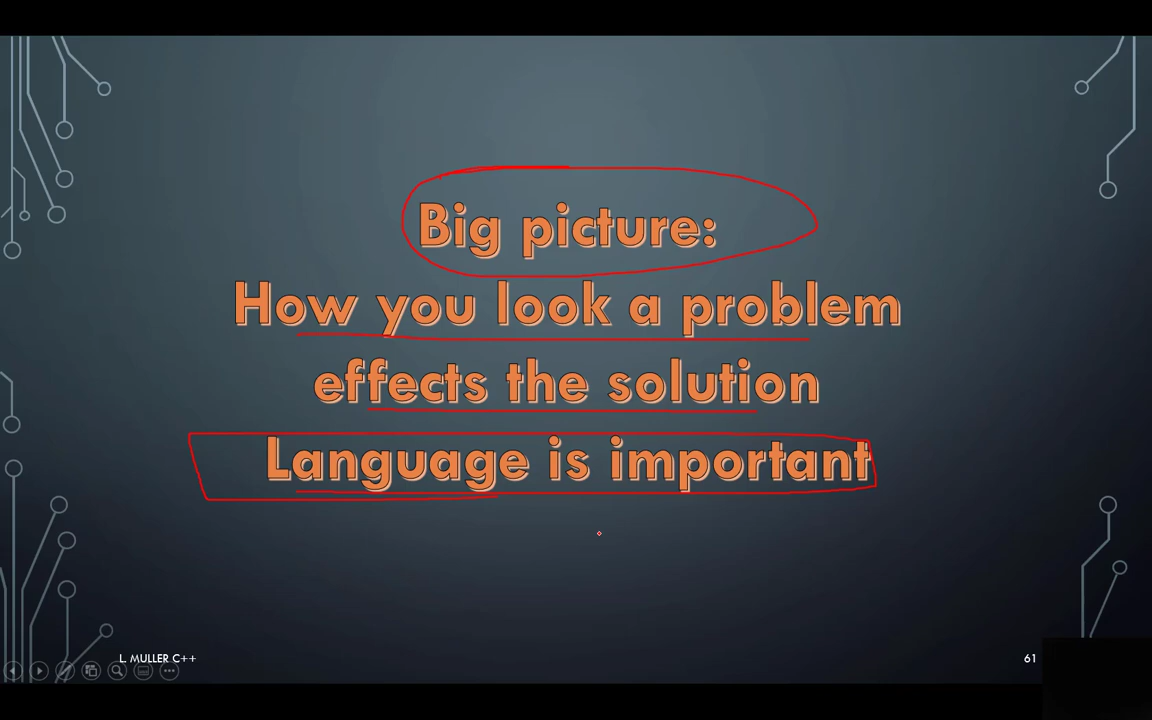 Big picture:
How you look a problem
effects the solution
Language is important
L. MULLER C++
61